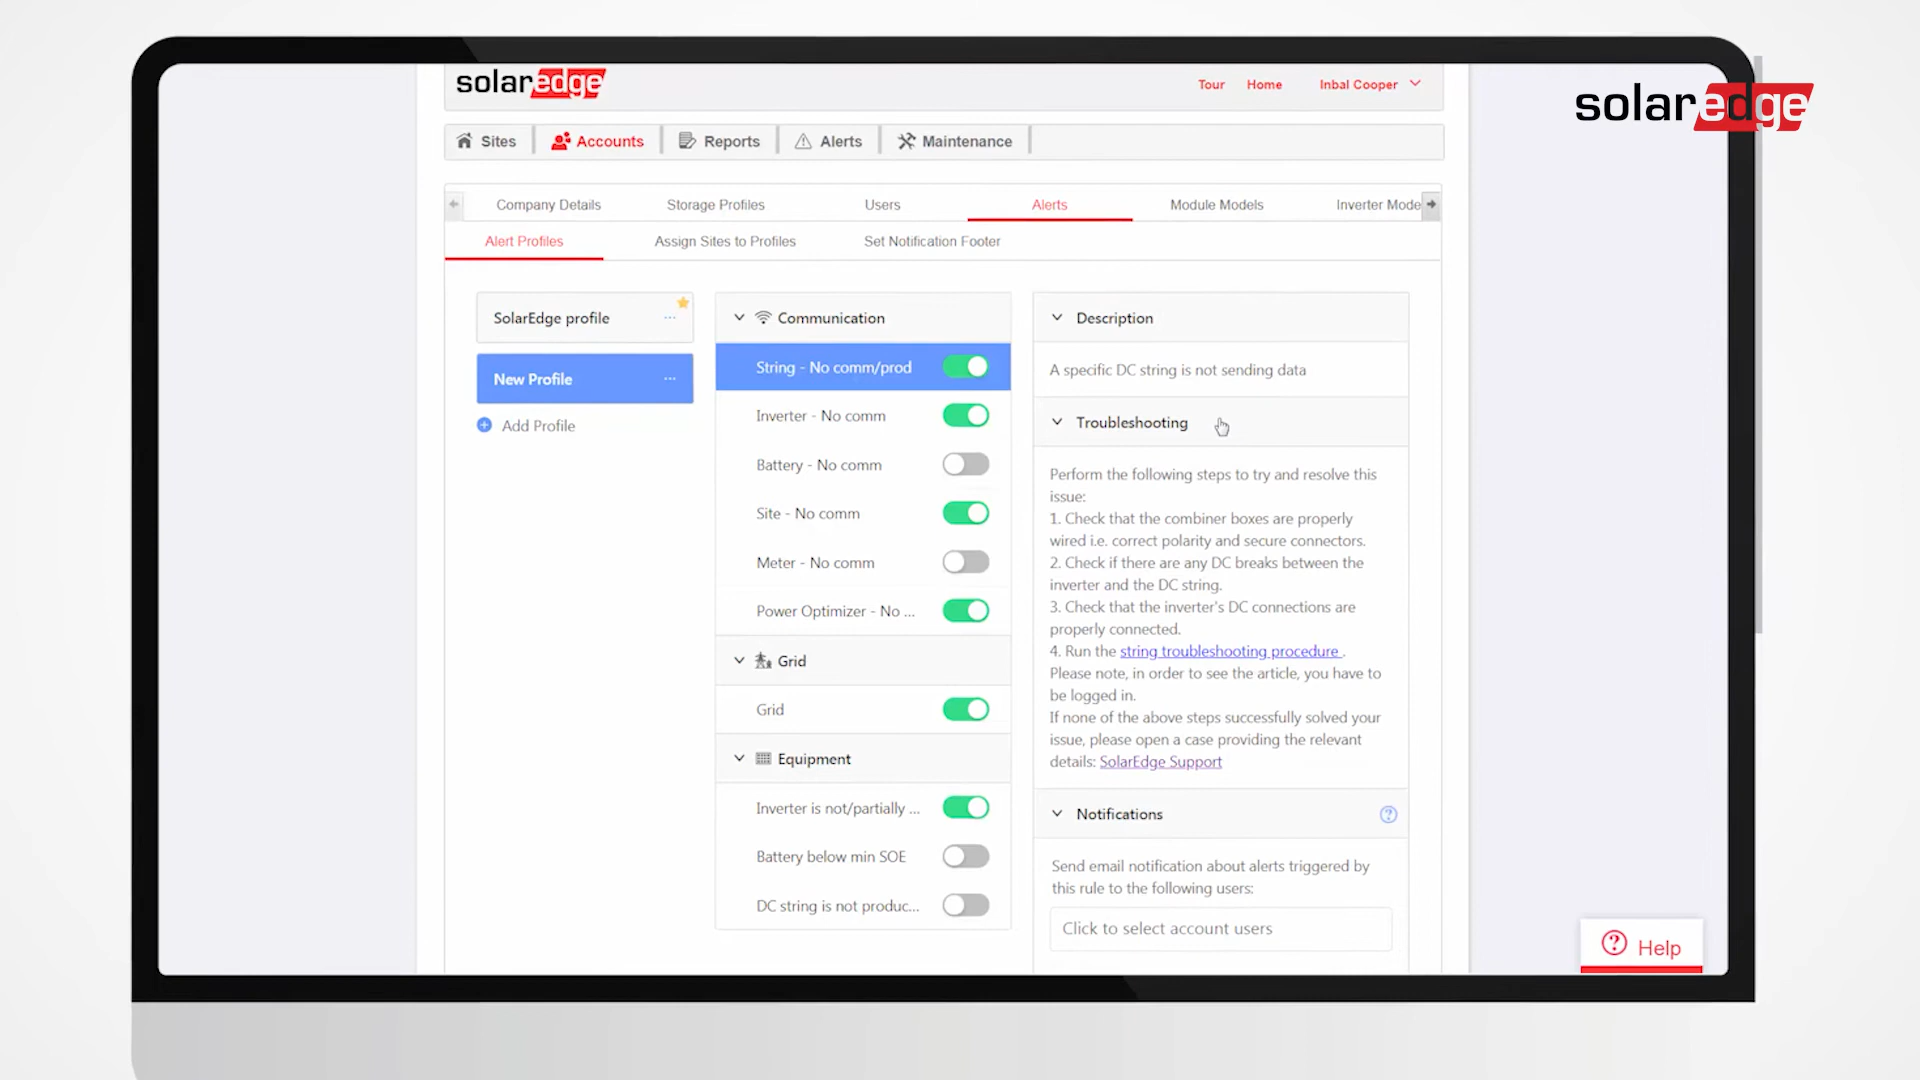 solaredge
Tour Home Inbal Cooper
solaredge
Sites Accounts Reports Alerts Maintenance
Company Details Storage Profiles Users Alerts Module Models Inverter Mode
Alert Profiles Assign Sites to Profiles Set Notification Footer
SolarEdge profile ...
New Profile ...
Add Profile
Communication
String - No comm/prod
Inverter - No comm
Battery - No comm
Site - No comm
Meter - No comm
Power Optimizer - No ...
Grid
Grid
Equipment
Inverter is not/partially ...
Battery below min SOE
DC string is not produc...
Description
A specific DC string is not sending data
Troubleshooting
Perform the following steps to try and resolve this
issue:
1. Check that the combiner boxes are properly
wired i.e. correct polarity and secure connectors.
2. Check if there are any DC breaks between the
inverter and the DC string.
3. Check that the inverter's DC connections are
properly connected.
4. Run the string troubleshooting procedure .
Please note, in order to see the article, you have to
be logged in.
If none of the above steps successfully solved your
issue, please open a case providing the relevant
details: SolarEdge Support
Notifications ?
Send email notification about alerts triggered by
this rule to the following users:
Click to select account users
? Help